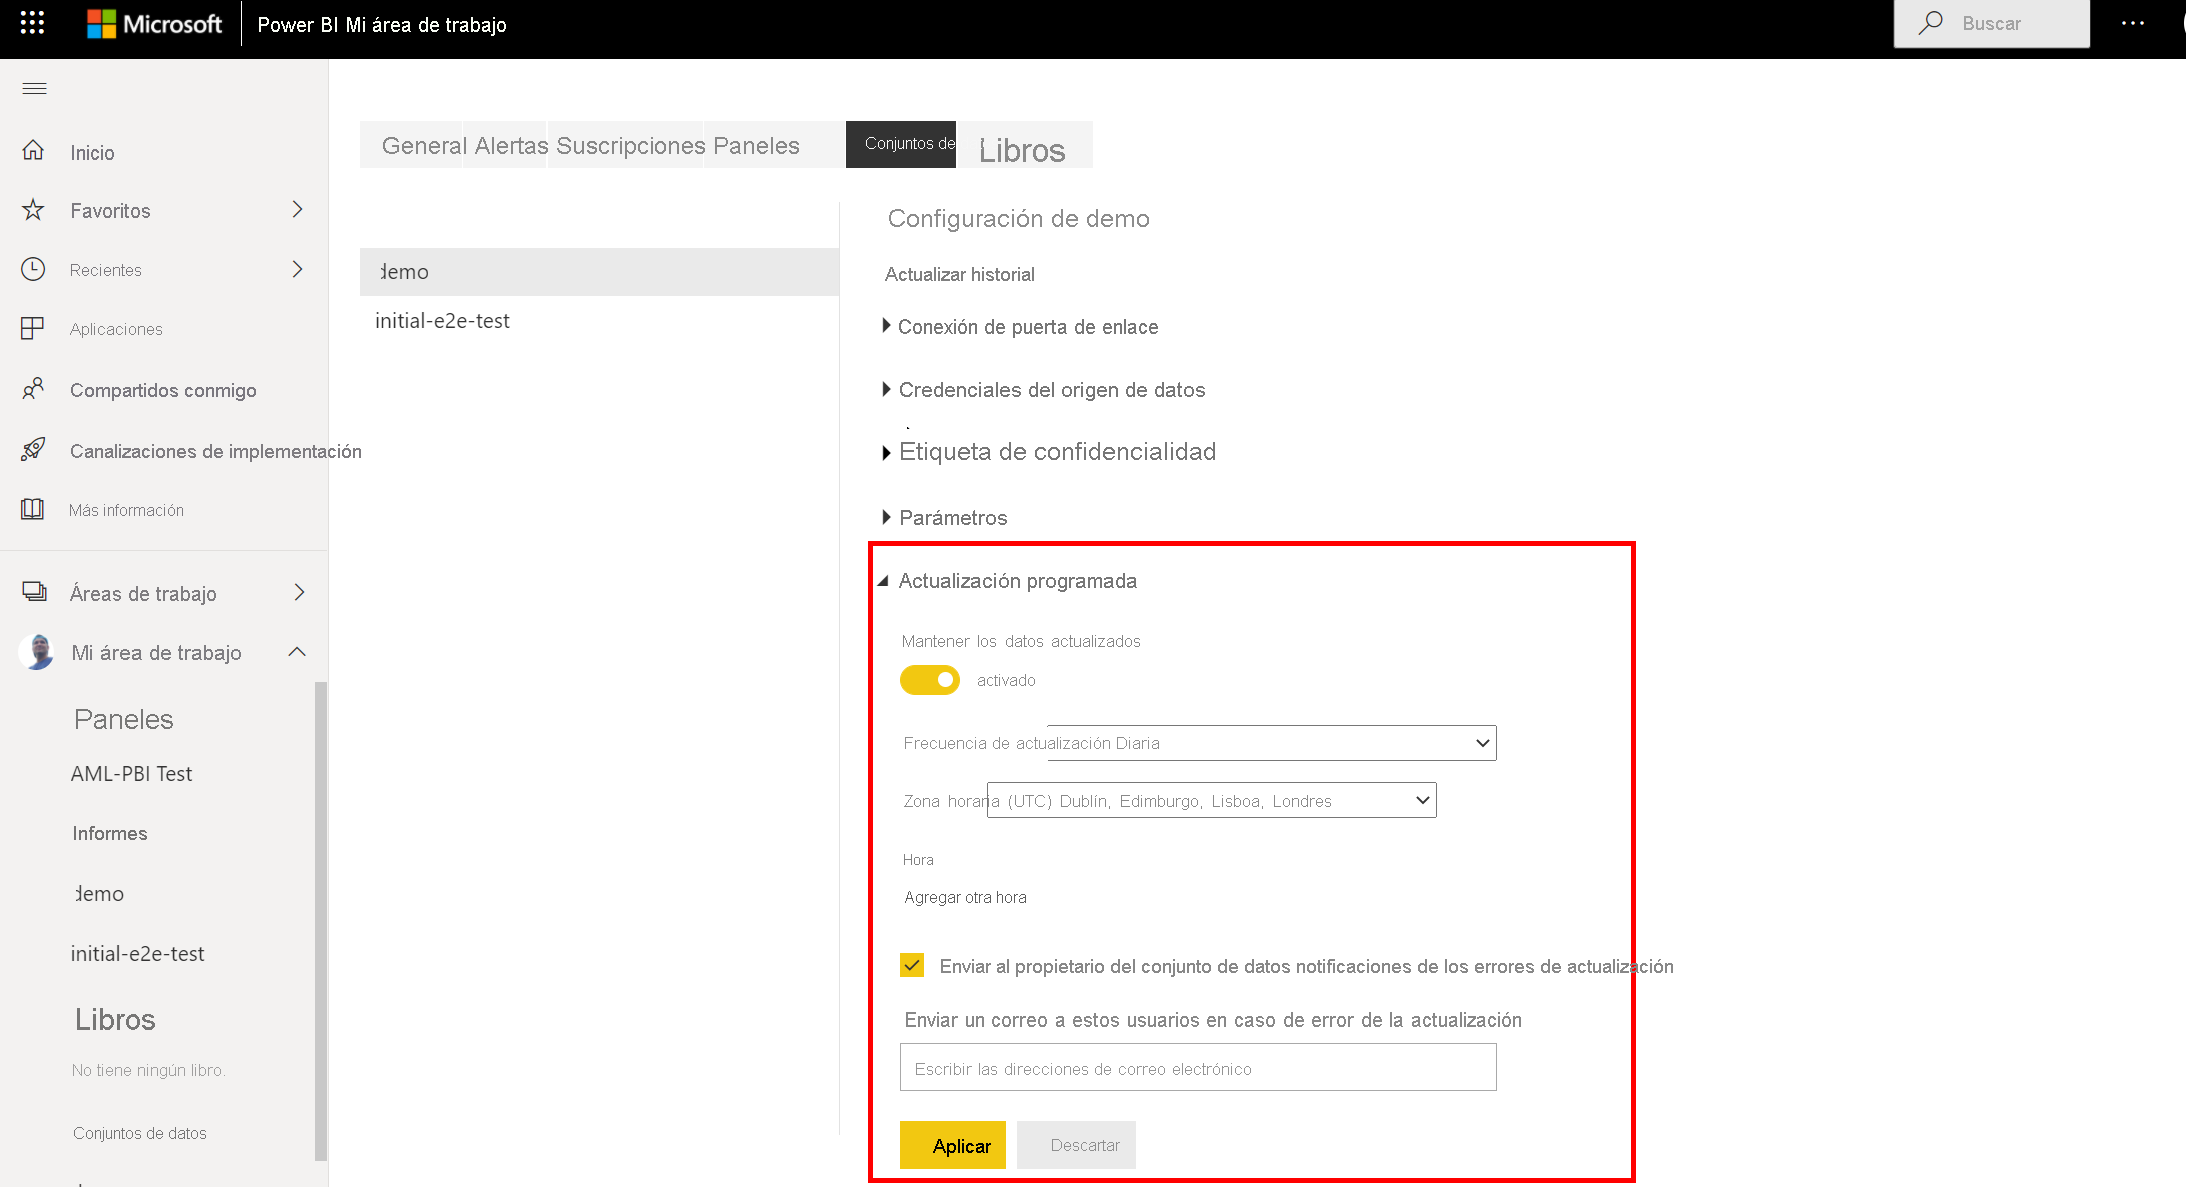 Microsoft Power BI Mi área de trabajo
Buscar
Inicio
Favoritos
Recientes
Aplicaciones
Compartidos conmigo
Canalizaciones de implementación
Más información
Áreas de trabajo
Mi área de trabajo
Paneles
AML-PBI Test
Informes
demo
initial-e2e-test
Libros
No tiene ningún libro.
Conjuntos de datos
General Alertas Suscripciones Paneles Conjuntos de Libros
demo
initial-e2e-test
Configuración de demo
Actualizar historial
Conexión de puerta de enlace
Credenciales del origen de datos
Etiqueta de confidencialidad
Parámetros
Actualización programada
Mantener los datos actualizados
activado
Frecuencia de actualización Diaria
Zona horaria (UTC) Dublín, Edimburgo, Lisboa, Londres
Hora
Agregar otra hora
Enviar al propietario del conjunto de datos notificaciones de los errores de actualización
Enviar un correo a estos usuarios en caso de error de la actualización
Escribir las direcciones de correo electrónico
Aplicar Descartar